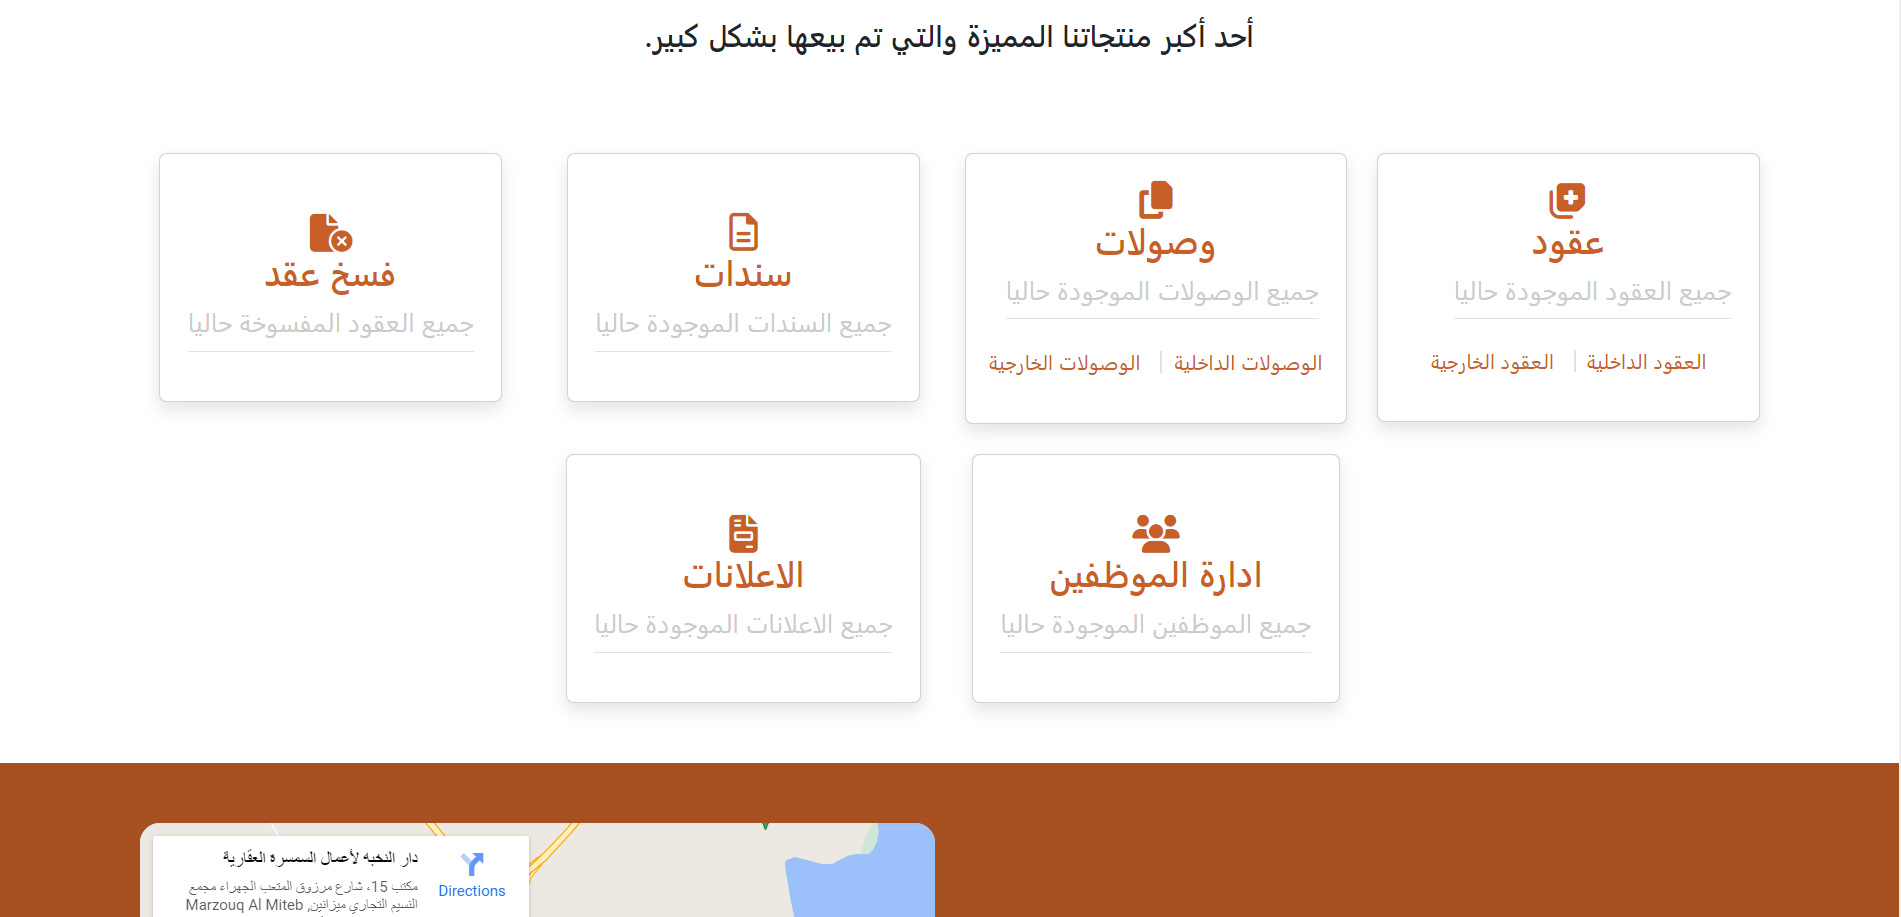 أحد أكبر منتجاتنا المميزة والتي تم بيعها بشكل كبير.
عقود
جميع العقود الموجودة حاليا
العقود الداخلية
العقود الخارجية
وصولات
جميع الوصولات الموجودة حاليا
الوصولات الداخلية
الوصولات الخارجية
سندات
جميع السندات الموجودة حاليا
فسخ عقد
جميع العقود المفسوخة حاليا
ادارة الموظفين
جميع الموظفين الموجودة حاليا
الاعلانات
جميع الاعلانات الموجودة حاليا
دار النخبه لأعمال السمسرة العقارية
مكتب 15، شارع مرزوق المتعب الجهراء مجمع
النسيم التجاري ميزانين, Marzouq Al Miteb
Directions